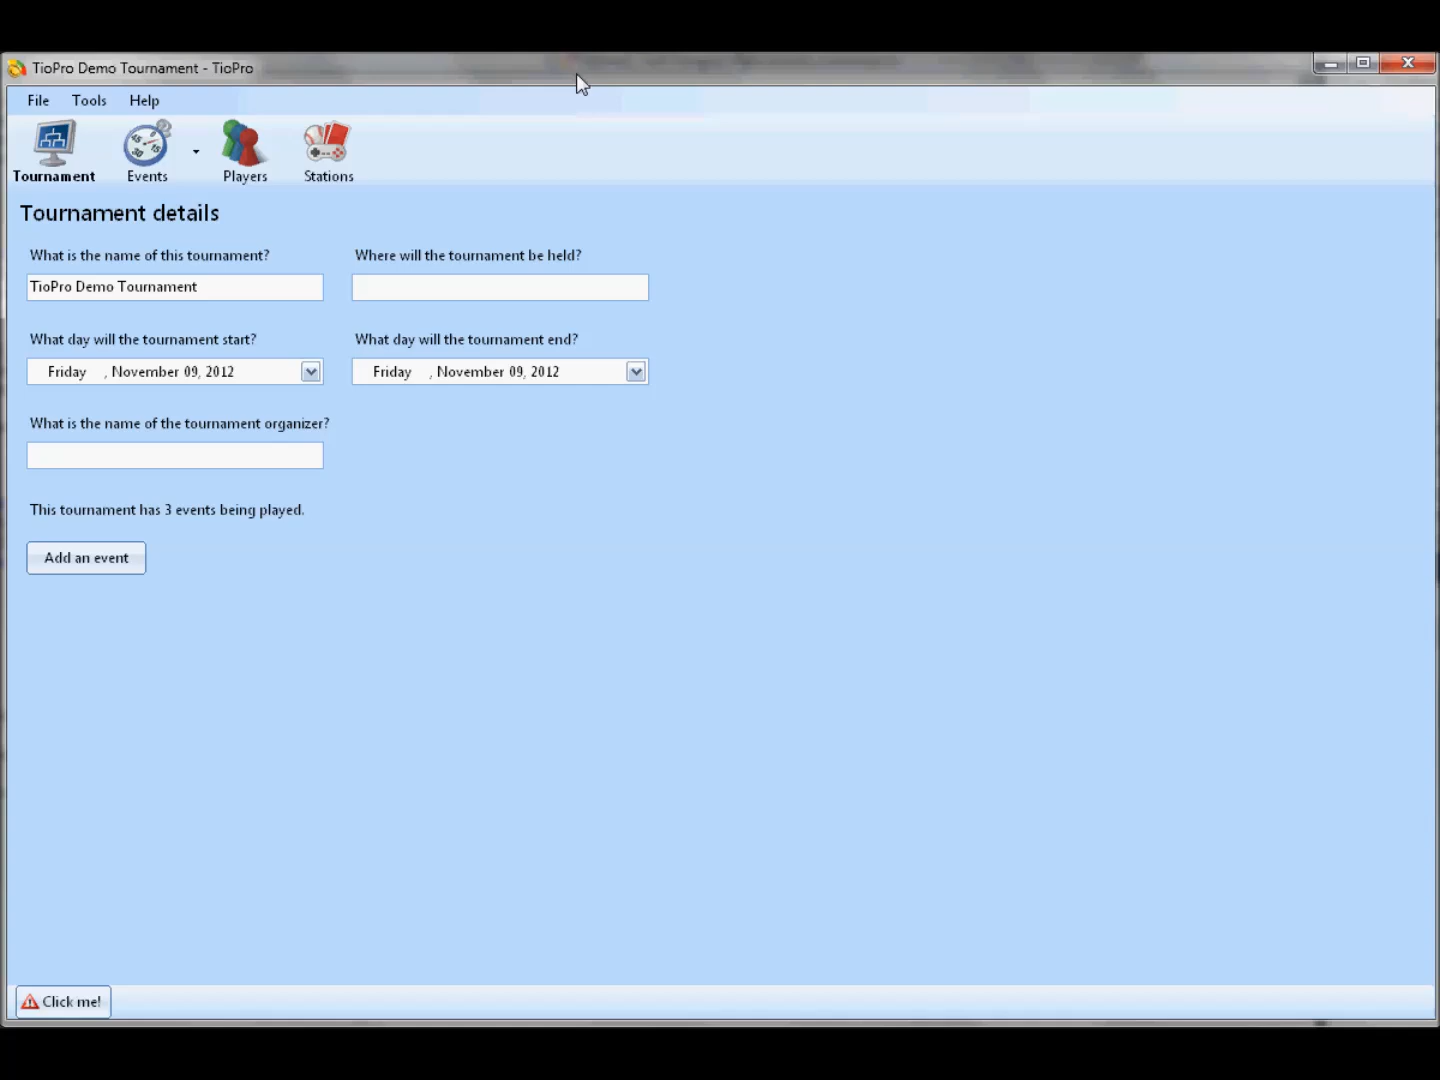 TioPro Demo Tournament - TioPro
File Tools Help
Tournament Events Players Stations
Tournament details
What is the name of this tournament? Where will the tournament be held?
TioPro Demo Tournament
What day will the tournament start? What day will the tournament end?
Friday , November 09, 2012 Friday , November 09, 2012
What is the name of the tournament organizer?
This tournament has 3 events being played.
Add an event
Click me!